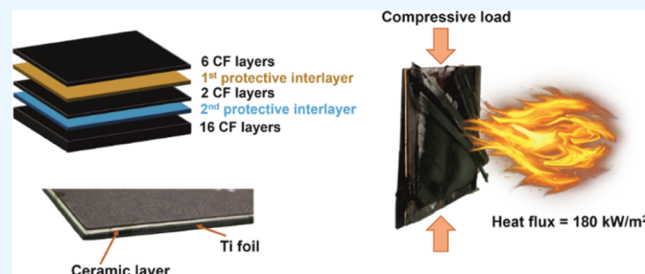 6 CF layers
1st protective interlayer
2 CF layers
2nd protective interlayer
16 CF layers
Ti foil
Ceramic layer
Compressive load
Heat flux = 180 kW/m²